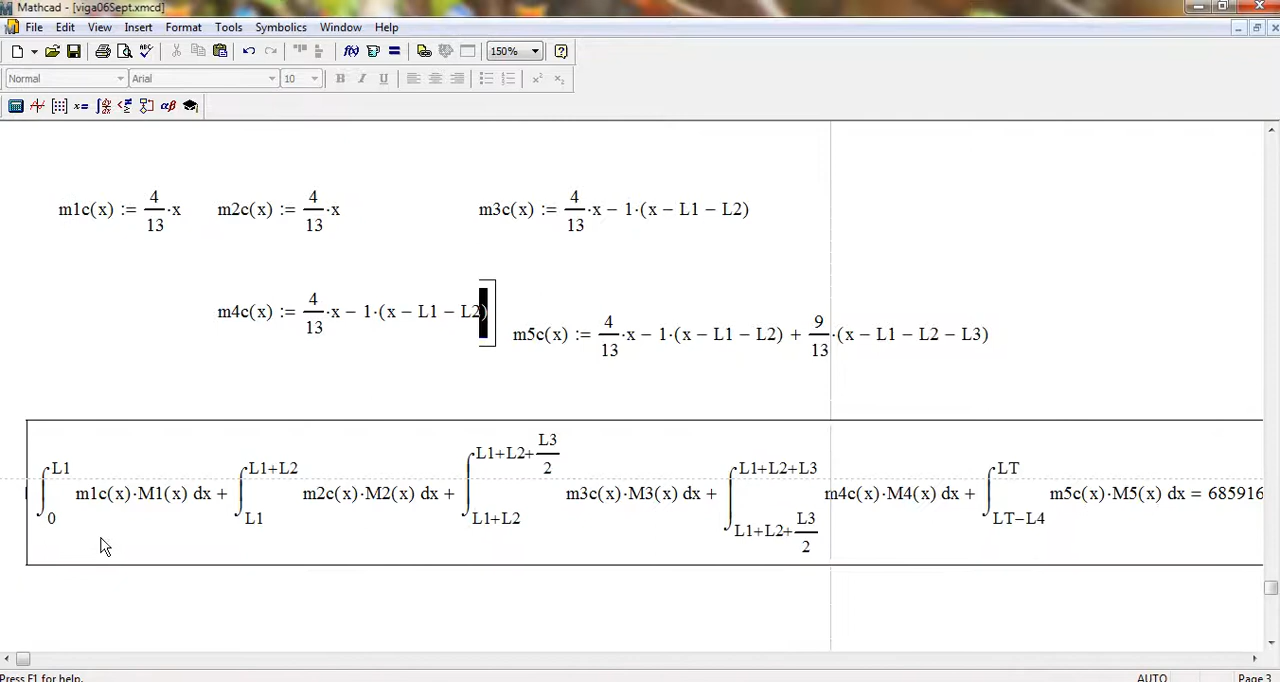 Mathcad - [viga06Sept.xmcd]
File Edit View Insert Format Tools Symbolics Window Help
150%
Normal Arial 10 B I U
m1c(x) := 4/13·x m2c(x) := 4/13·x m3c(x) := 4/13·x − 1·(x − L1 − L2)
m4c(x) := 4/13·x − 1·(x − L1 − L2) m5c(x) := 4/13·x − 1·(x − L1 − L2) + 9/13·(x − L1 − L2 − L3)
∫_0^L1 m1c(x)·M1(x) dx + ∫_L1^L1+L2 m2c(x)·M2(x) dx + ∫_L1+L2^L1+L2+L3/2 m3c(x)·M3(x) dx + ∫_L1+L2+L3/2^L1+L2+L3 m4c(x)·M4(x) dx + ∫_LT−L4^LT m5c(x)·M5(x) dx = 685916
Press F1 for help. AUTO Page 3